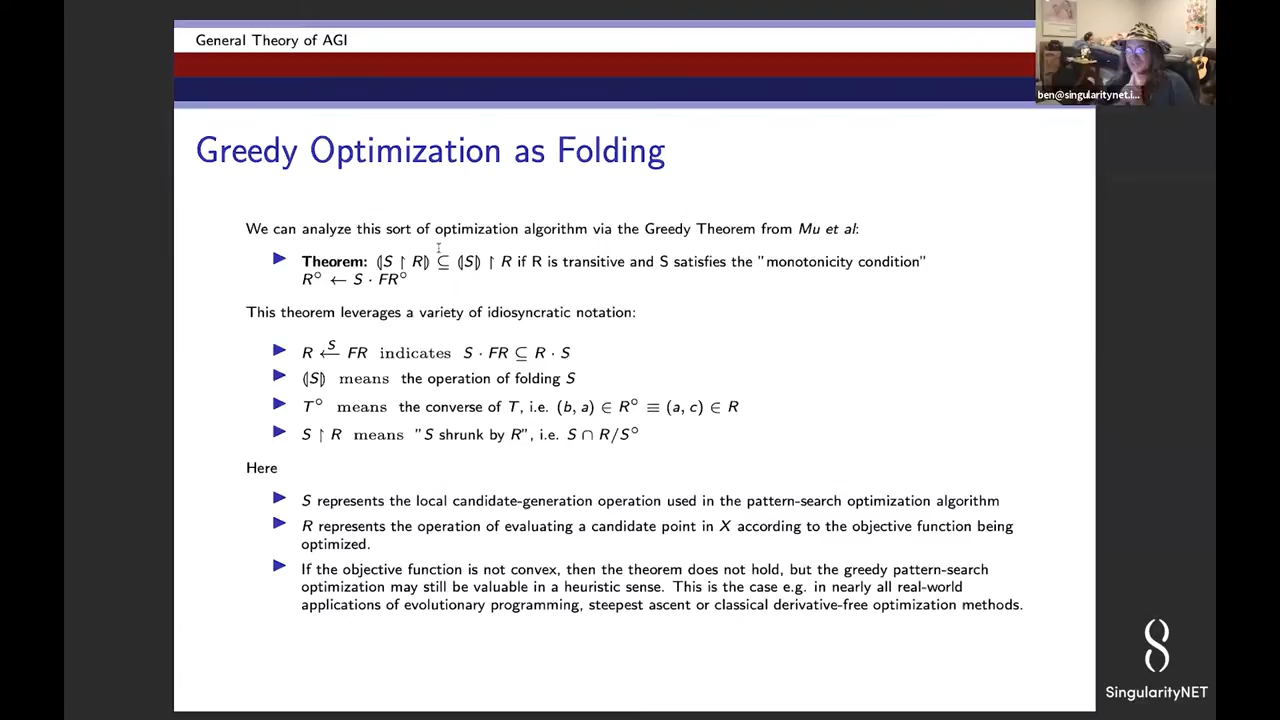 General Theory of AGI
ben@singularitynet.i...
Greedy Optimization as Folding
We can analyze this sort of optimization algorithm via the Greedy Theorem from Mu et al:
Theorem: ⦇S ↾ R⦈ ⊆ ⦇S⦈ ↾ R if R is transitive and S satisfies the "monotonicity condition"
R° ← S · FR°
This theorem leverages a variety of idiosyncratic notation:
R ←S FR indicates S · FR ⊆ R · S
⦇S⦈ means the operation of folding S
T° means the converse of T, i.e. (b, a) ∈ R° ≡ (a, c) ∈ R
S ↾ R means "S shrunk by R", i.e. S ∩ R/S°
Here
S represents the local candidate-generation operation used in the pattern-search optimization algorithm
R represents the operation of evaluating a candidate point in X according to the objective function being
optimized.
If the objective function is not convex, then the theorem does not hold, but the greedy pattern-search
optimization may still be valuable in a heuristic sense. This is the case e.g. in nearly all real-world
applications of evolutionary programming, steepest ascent or classical derivative-free optimization methods.
SingularityNET